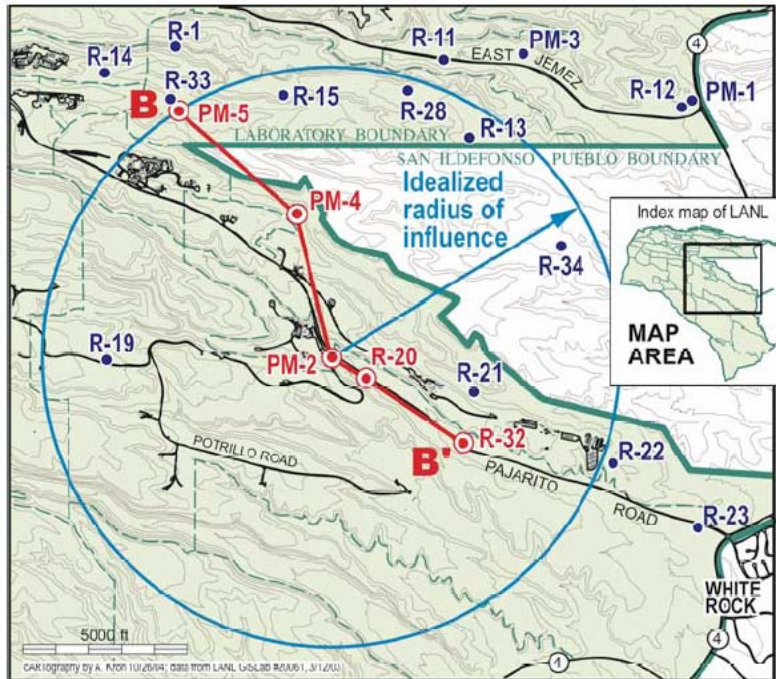 R-1
R-14
R-11
PM-3
EAST JEMEZ
4
R-33
R-15
R-28
R-12
PM-1
B
PM-5
R-13
LABORATORY BOUNDARY
SAN ILDEFONSO PUEBLO BOUNDARY
Idealized
radius of
influence
PM-4
Index map of LANL
R-34
MAP
AREA
R-19
PM-2
R-20
R-21
R-32
B'
POTRILLO ROAD
PAJARITO ROAD
R-22
R-23
WHITE
ROCK
5000 ft
4
1
cARTography by A. Kron 10/26/04; data from LANL GISLab #20061, 3/12/0